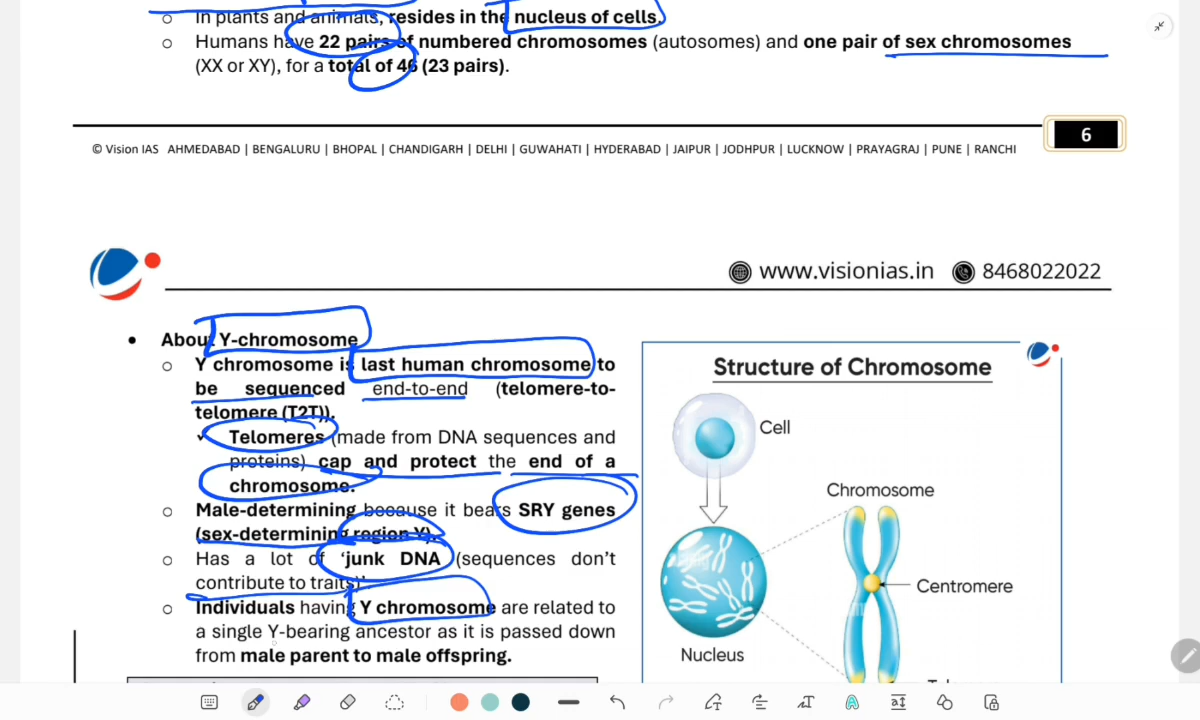 In plants and animals, resides in the nucleus of cells.
Humans have 22 pairs of numbered chromosomes (autosomes) and one pair of sex chromosomes
(XX or XY), for a total of 46 (23 pairs).
6
© Vision IAS AHMEDABAD | BENGALURU | BHOPAL | CHANDIGARH | DELHI | GUWAHATI | HYDERABAD | JAIPUR | JODHPUR | LUCKNOW | PRAYAGRAJ | PUNE | RANCHI
www.visionias.in 8468022022
• About Y-chromosome
Y chromosome is last human chromosome to
be sequenced end-to-end (telomere-to-
telomere (T2T)).
Telomeres (made from DNA sequences and
proteins) cap and protect the end of a
chromosome.
Male-determining because it bears SRY genes
(sex-determining region Y).
Has a lot of ‘junk DNA (sequences don’t
contribute to traits)’
Individuals having Y chromosome are related to
a single Y-bearing ancestor as it is passed down
from male parent to male offspring.
Structure of Chromosome
Cell
Chromosome
Centromere
Nucleus